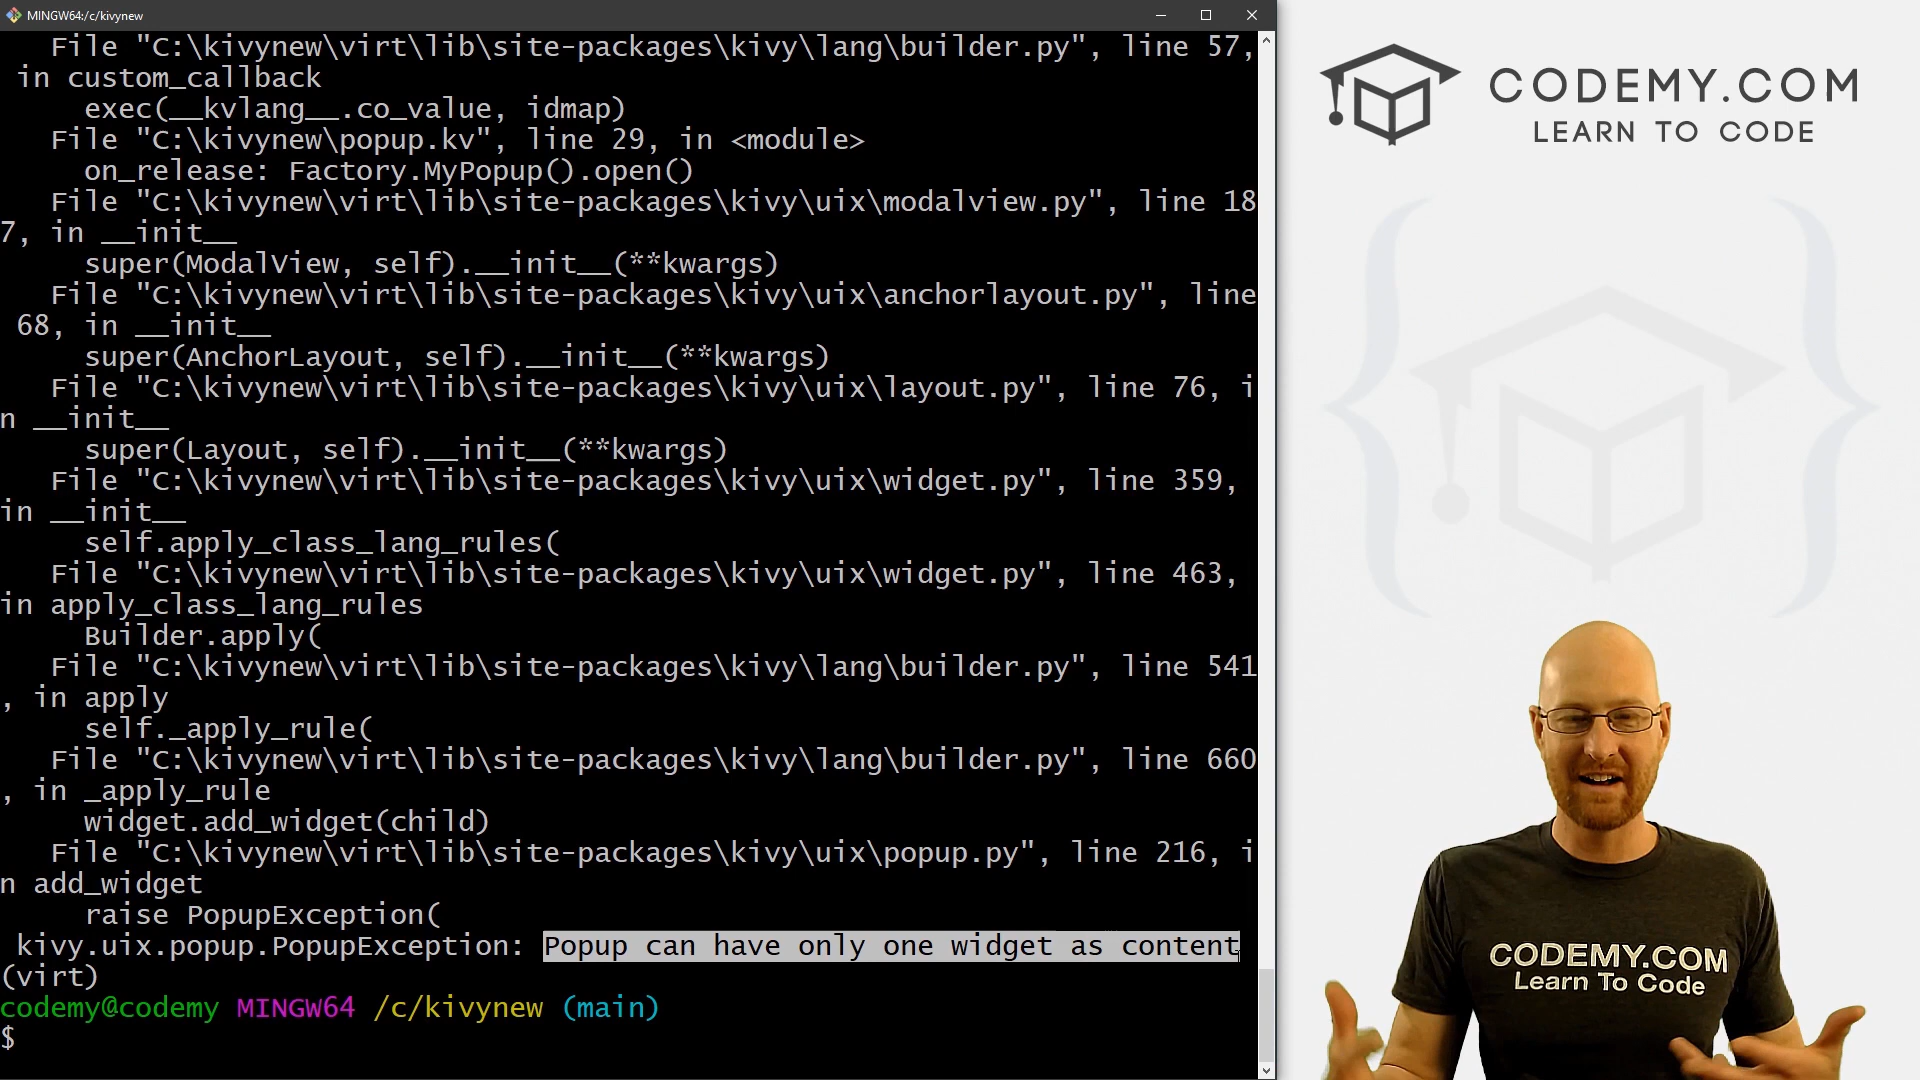 MINGW64:/c/kivynew
File "C:\kivynew\virt\lib\site-packages\kivy\lang\builder.py", line 57,
in custom_callback
exec(__kvlang__.co_value, idmap)
File "C:\kivynew\popup.kv", line 29, in <module>
on_release: Factory.MyPopup().open()
File "C:\kivynew\virt\lib\site-packages\kivy\uix\modalview.py", line 18
7, in __init__
super(ModalView, self).__init__(**kwargs)
File "C:\kivynew\virt\lib\site-packages\kivy\uix\anchorlayout.py", line
68, in __init__
super(AnchorLayout, self).__init__(**kwargs)
File "C:\kivynew\virt\lib\site-packages\kivy\uix\layout.py", line 76, i
n __init__
super(Layout, self).__init__(**kwargs)
File "C:\kivynew\virt\lib\site-packages\kivy\uix\widget.py", line 359,
in __init__
self.apply_class_lang_rules(
File "C:\kivynew\virt\lib\site-packages\kivy\uix\widget.py", line 463,
in apply_class_lang_rules
Builder.apply(
File "C:\kivynew\virt\lib\site-packages\kivy\lang\builder.py", line 541
, in apply
self._apply_rule(
File "C:\kivynew\virt\lib\site-packages\kivy\lang\builder.py", line 660
, in _apply_rule
widget.add_widget(child)
File "C:\kivynew\virt\lib\site-packages\kivy\uix\popup.py", line 216, i
n add_widget
raise PopupException(
kivy.uix.popup.PopupException: Popup can have only one widget as content
(virt)
codemy@codemy MINGW64 /c/kivynew (main)
$
CODEMY.COM
LEARN TO CODE
CODEMY.COM
Learn To Code